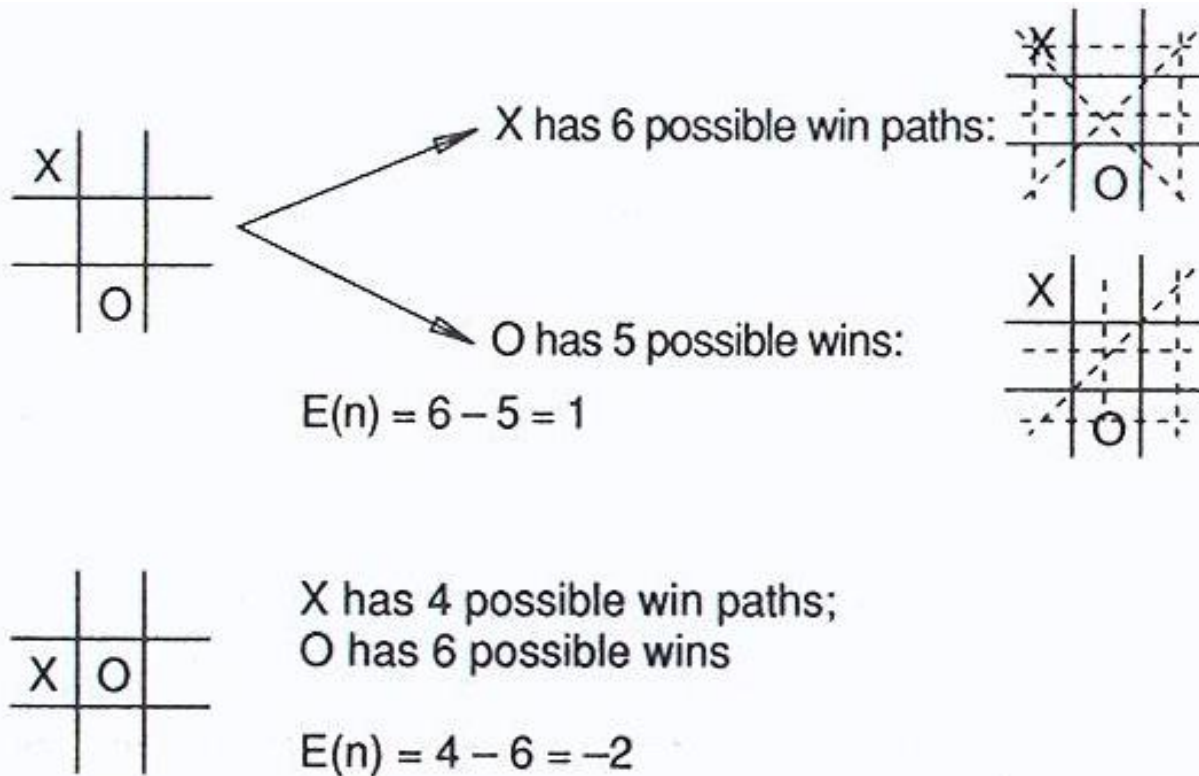 X
O
X has 6 possible win paths:
X
O
O has 5 possible wins:
X
O
E(n) = 6 – 5 = 1
X O
X has 4 possible win paths;
O has 6 possible wins
E(n) = 4 – 6 = –2